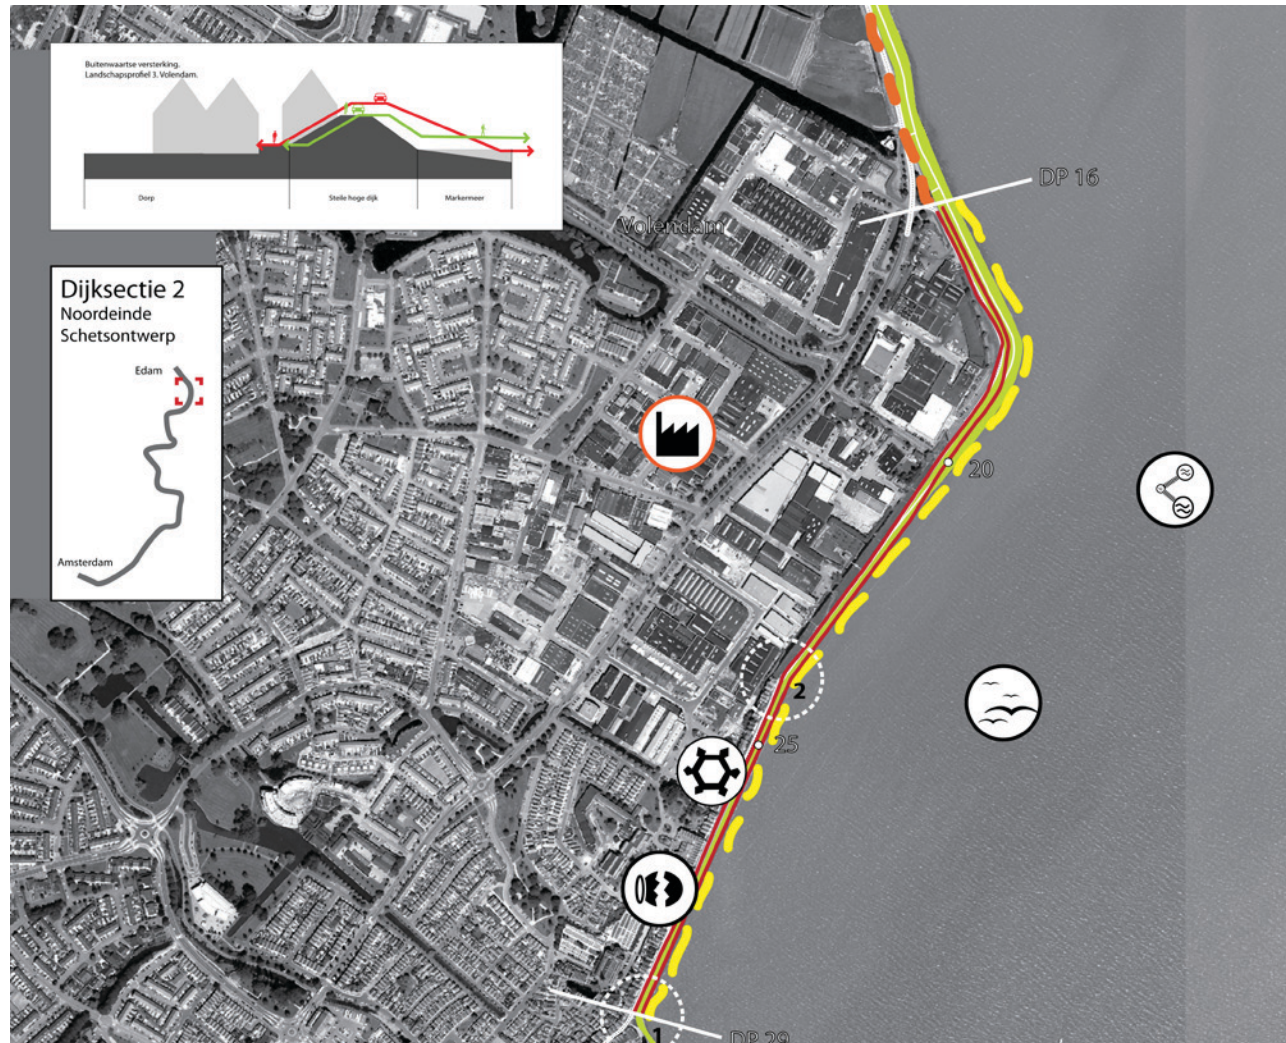 Buitenwaartse versterking.
Landschapsprofiel 3. Volendam.
Dorp
Steile hoge dijk
Markermeer
Dijksectie 2
Noordeinde
Schetsontwerp
Edam
Amsterdam
DP 16
Volendam
20
2
25
1
DP 29